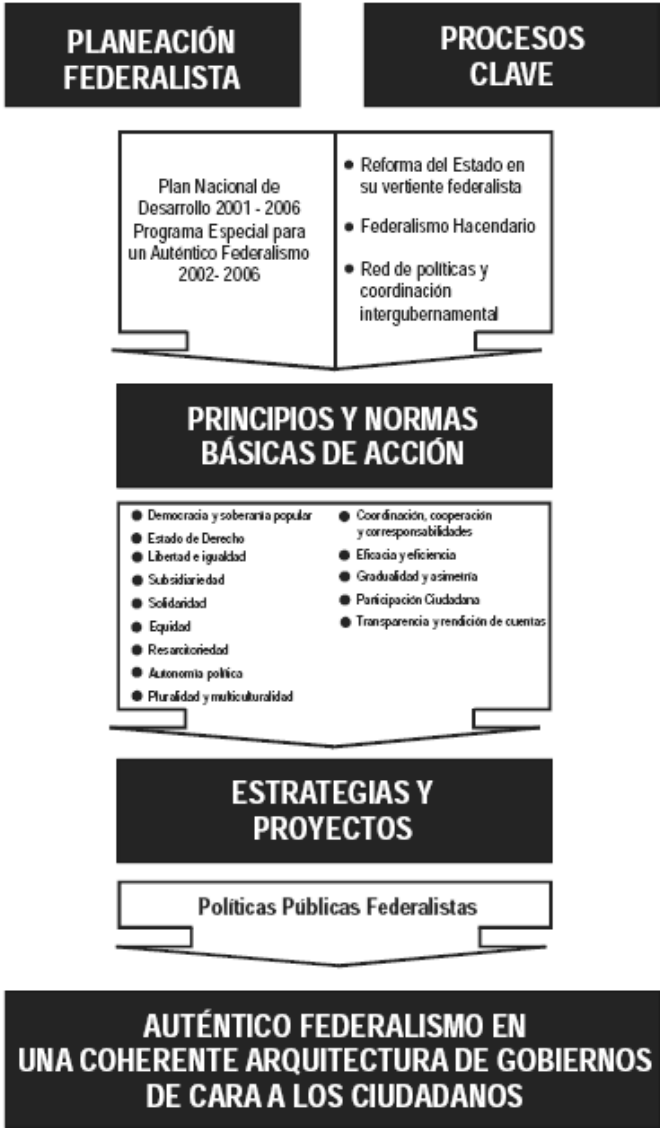 PLANEACIÓN
FEDERALISTA
PROCESOS
CLAVE
Plan Nacional de
Desarrollo 2001 - 2006
Programa Especial para
un Auténtico Federalismo
2002- 2006
● Reforma del Estado en
su vertiente federalista
● Federalismo Hacendario
● Red de políticas y
coordinación
intergubernamental
PRINCIPIOS Y NORMAS
BÁSICAS DE ACCIÓN
● Democracia y soberanía popular
● Estado de Derecho
● Libertad e igualdad
● Subsidiariedad
● Solidaridad
● Equidad
● Resarcitoriedad
● Autonomía política
● Pluralidad y multiculturalidad
● Coordinación, cooperación
y corresponsabilidades
● Eficacia y eficiencia
● Gradualidad y asimetría
● Participación Ciudadana
● Transparencia y rendición de cuentas
ESTRATEGIAS Y
PROYECTOS
Políticas Públicas Federalistas
AUTÉNTICO FEDERALISMO EN
UNA COHERENTE ARQUITECTURA DE GOBIERNOS
DE CARA A LOS CIUDADANOS